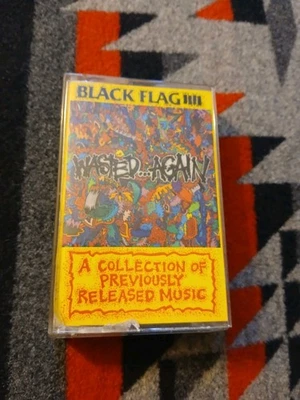 BLACK FLAG
WASTED...AGAIN
A COLLECTION OF
PREVIOUSLY
RELEASED MUSIC